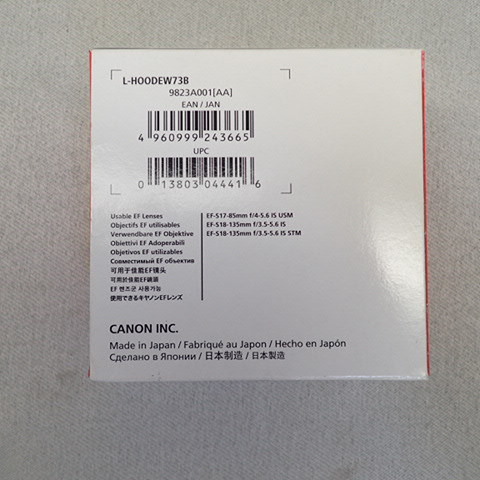 L-HOODEW73B
9823A001[AA]
EAN / JAN
4 960999 243665
UPC
0 13803 04441 6
Usable EF Lenses
Objectifs EF utilisables
Verwendbare EF Objektive
Obiettivi EF Adoperabili
Objetivos EF utilizables
Совместимый EF объектив
可用于佳能EF镜头
可用於佳能EF鏡頭
EF 렌즈군 사용가능
使用できるキヤノンEFレンズ
EF-S17-85mm f/4-5.6 IS USM
EF-S18-135mm f/3.5-5.6 IS
EF-S18-135mm f/3.5-5.6 IS STM
CANON INC.
Made in Japan / Fabriqué au Japon / Hecho en Japón
Сделано в Японии / 日本制造 / 日本製造